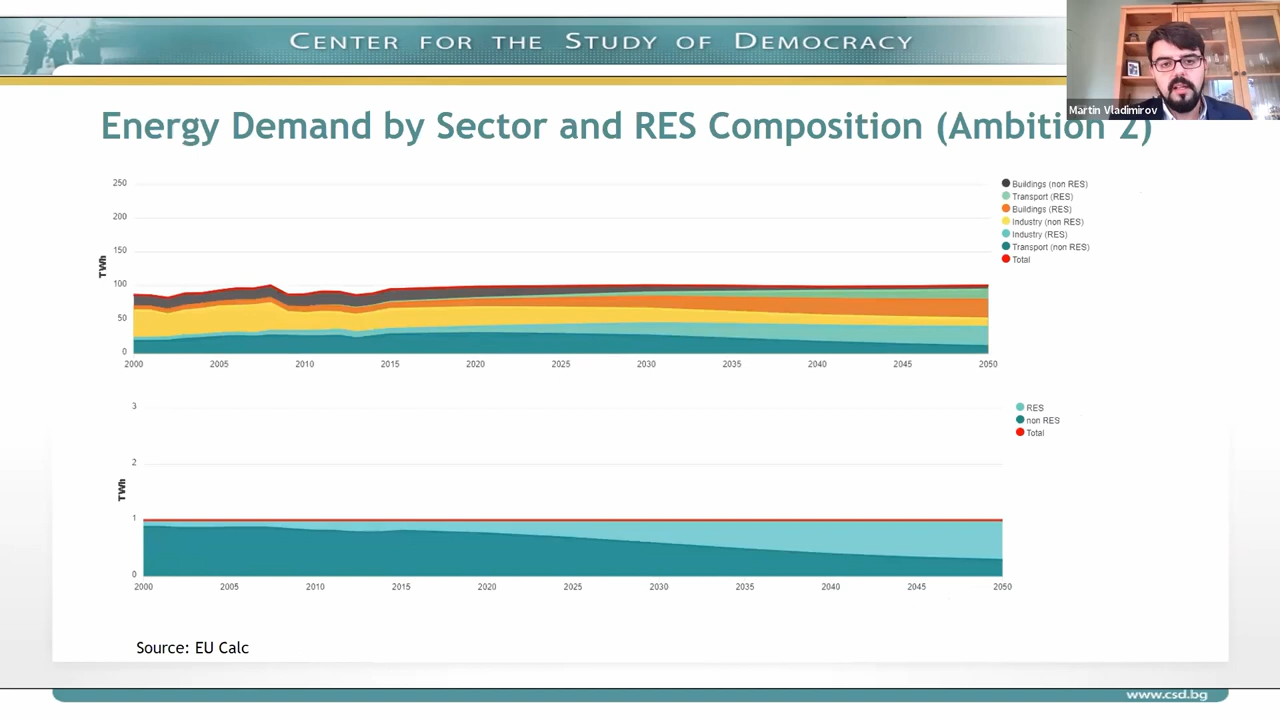 CENTER FOR THE STUDY OF DEMOCRACY
Martin Vladimirov
Energy Demand by Sector and RES Composition (Ambition 2)
250
200
150
100
50
0
TWh
2000 2005 2010 2015 2020 2025 2030 2035 2040 2045 2050
Buildings (non RES)
Transport (RES)
Buildings (RES)
Industry (non RES)
Industry (RES)
Transport (non RES)
Total
3
2
1
0
TWh
2000 2005 2010 2015 2020 2025 2030 2035 2040 2045 2050
RES
non RES
Total
Source: EU Calc
www.csd.bg